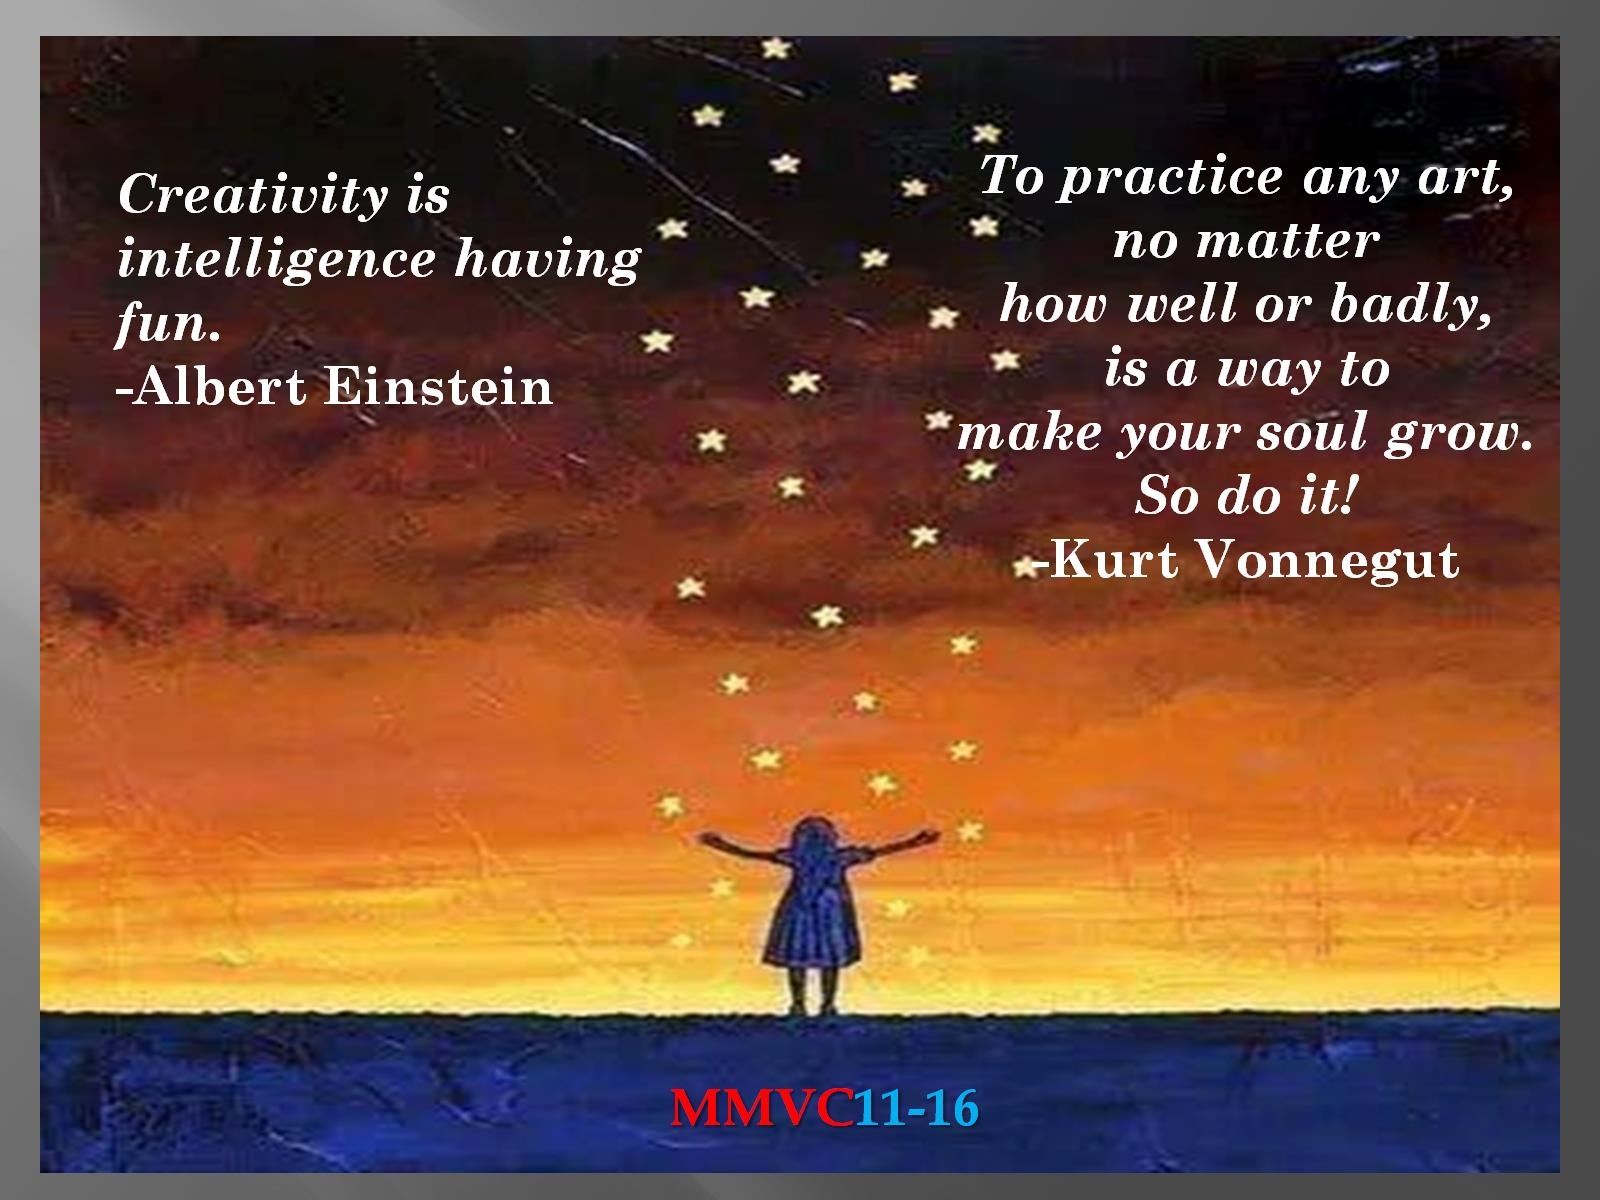 Creativity is
intelligence having
fun.
-Albert Einstein
To practice any art,
no matter
how well or badly,
is a way to
make your soul grow.
So do it!
-Kurt Vonnegut
MMVC11-16